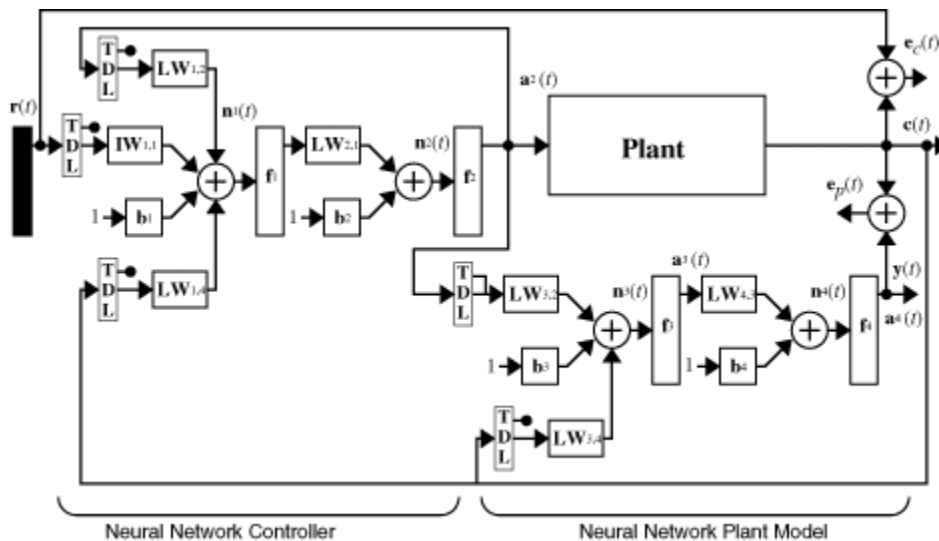 r(t)
T
D
L
LW1,2
n1(t)
T
D
L
IW1,1
1
b1
T
D
L
LW1,4
f1
LW2,1
1
b2
n2(t)
f2
a2(t)
Plant
ec(t)
c(t)
ep(t)
y(t)
a4(t)
T
D
L
LW3,2
1
b3
T
D
L
LW3,4
n3(t)
f3
a3(t)
LW4,3
1
b4
n4(t)
f4
Neural Network Controller
Neural Network Plant Model